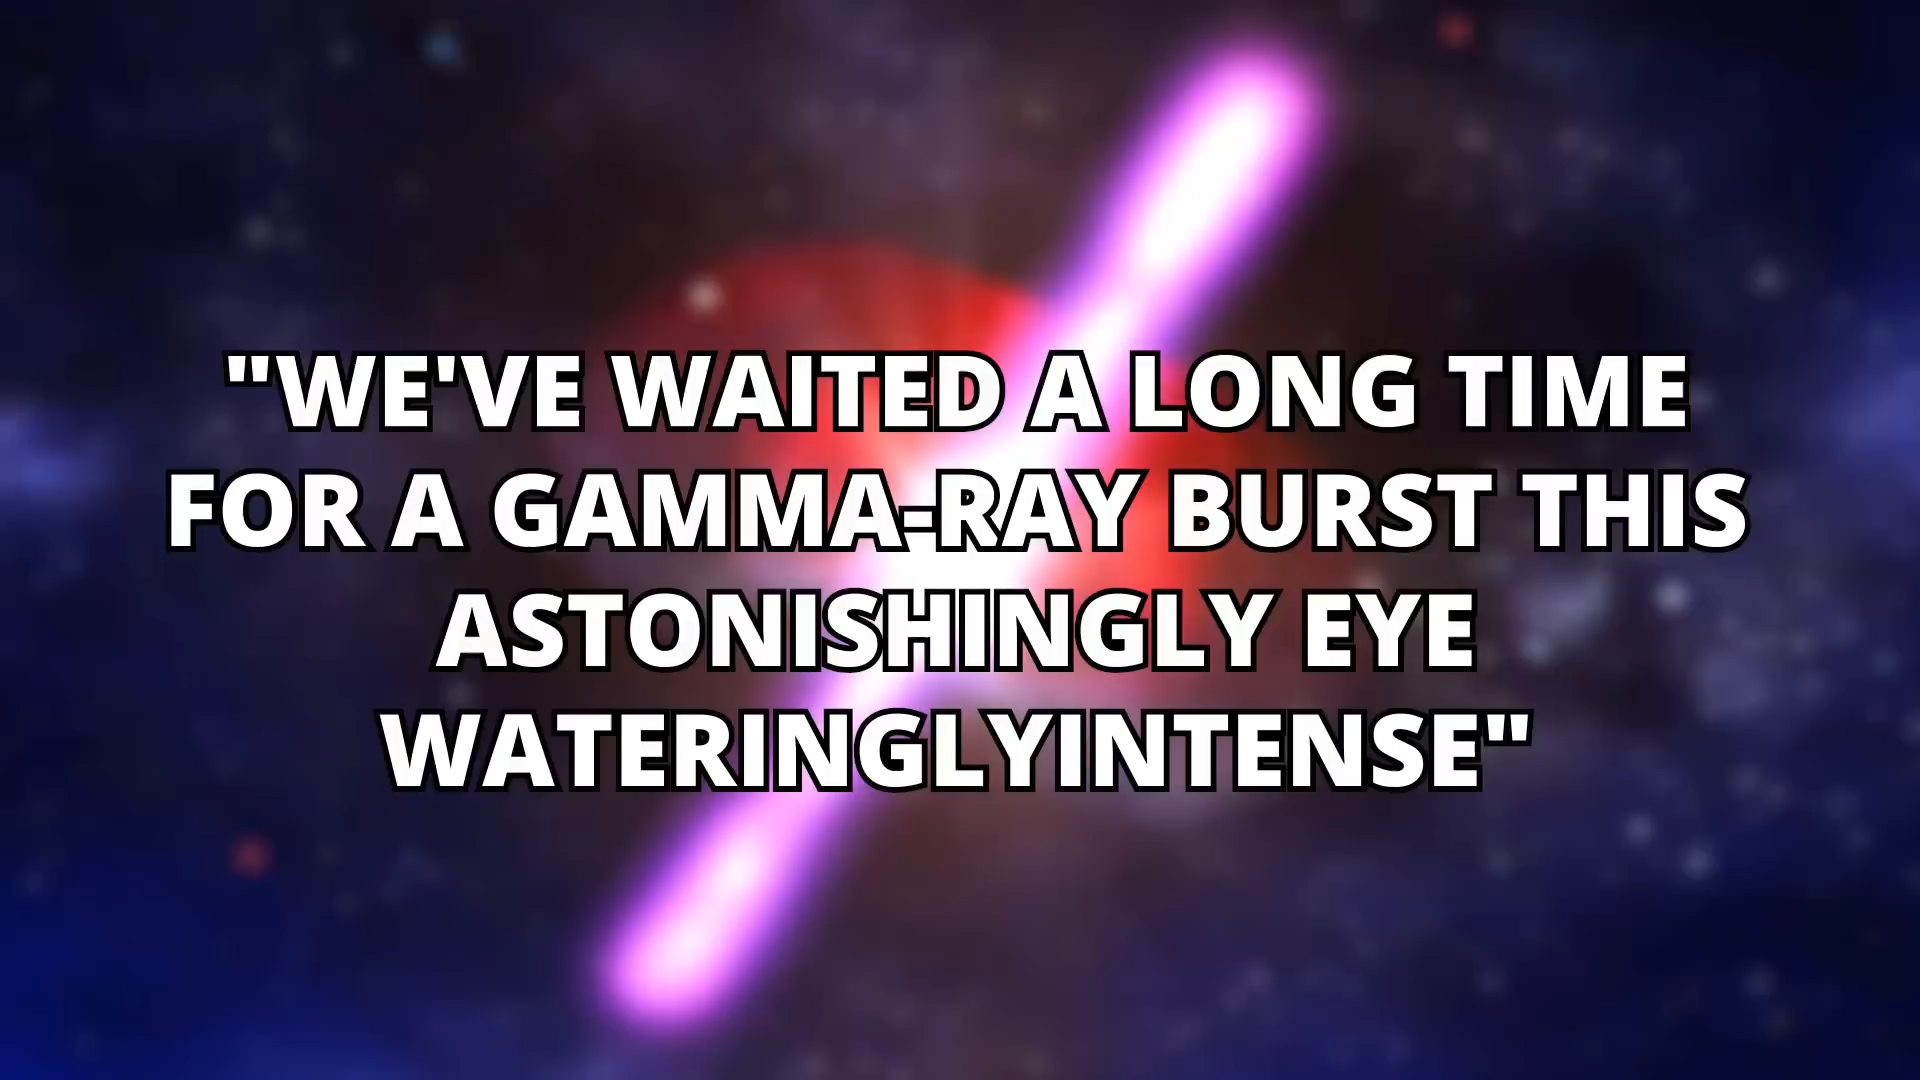 "WE'VE WAITED A LONG TIME
FOR A GAMMA-RAY BURST THIS
ASTONISHINGLY EYE
WATERINGLYINTENSE"